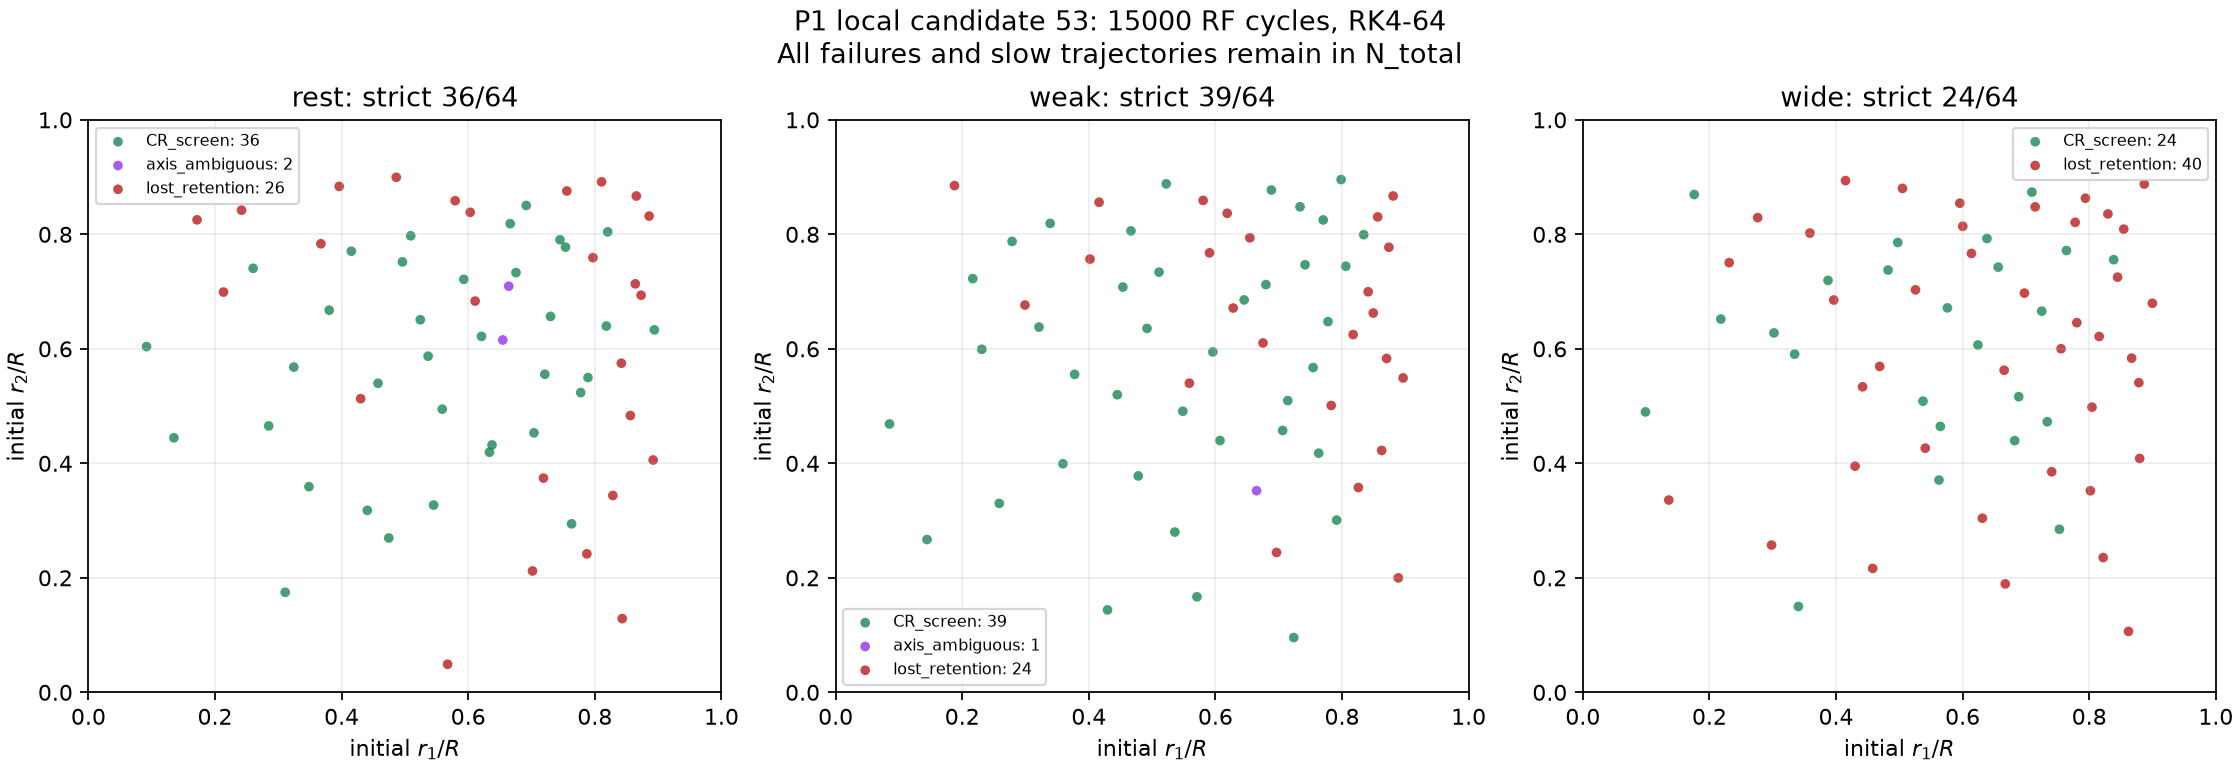 P1 local candidate 53: 15000 RF cycles, RK4-64
All failures and slow trajectories remain in N_total
rest: strict 36/64
CR_screen: 36
axis_ambiguous: 2
lost_retention: 26
initial r₂/R
1.0
0.8
0.6
0.4
0.2
0.0
0.0 0.2 0.4 0.6 0.8 1.0
initial r₁/R
weak: strict 39/64
CR_screen: 39
axis_ambiguous: 1
lost_retention: 24
initial r₂/R
1.0
0.8
0.6
0.4
0.2
0.0
0.0 0.2 0.4 0.6 0.8 1.0
initial r₁/R
wide: strict 24/64
CR_screen: 24
lost_retention: 40
initial r₂/R
1.0
0.8
0.6
0.4
0.2
0.0
0.0 0.2 0.4 0.6 0.8 1.0
initial r₁/R